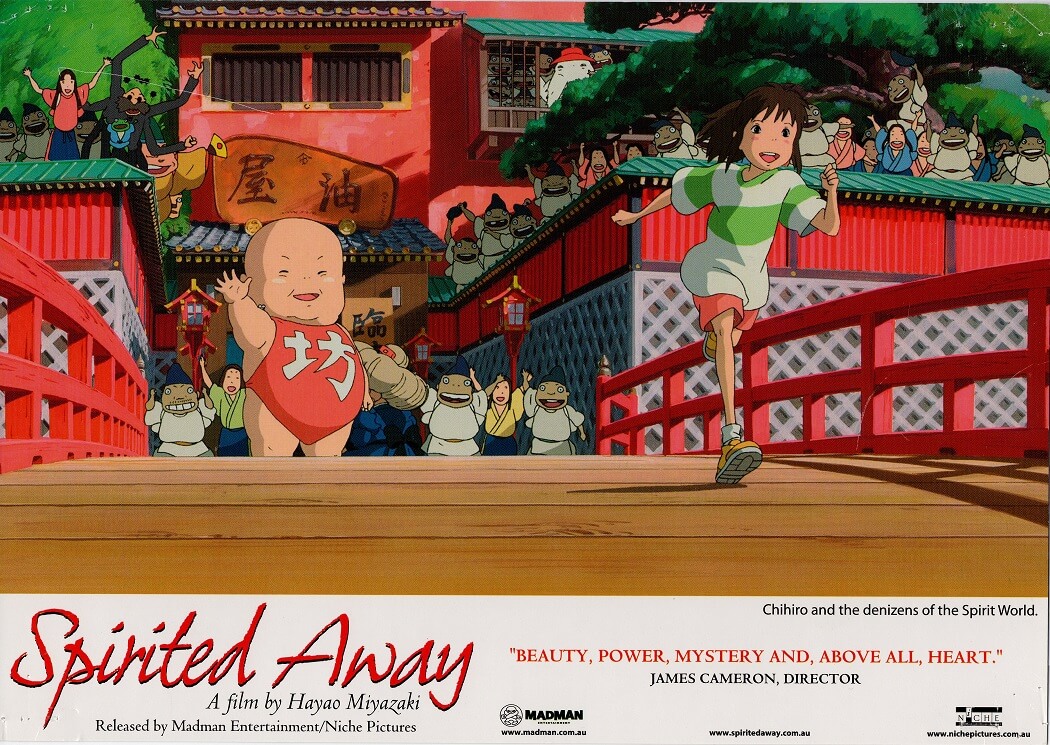 屋 油
臨
坊
Chihiro and the denizens of the Spirit World.
Spirited Away
A film by Hayao Miyazaki
Released by Madman Entertainment/Niche Pictures
"BEAUTY, POWER, MYSTERY AND, ABOVE ALL, HEART."
JAMES CAMERON, DIRECTOR
MADMAN
ENTERTAINMENT
www.madman.com.au
www.spiritedaway.com.au
NICHE
www.nichepictures.com.au